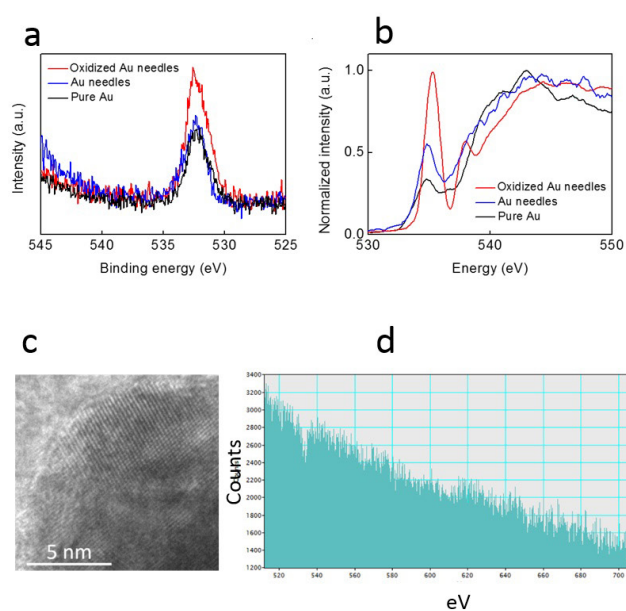 a
b
Oxidized Au needles
Au needles
Pure Au
Intensity (a.u.)
545 540 535 530 525
Binding energy (eV)
Normalized intensity (a.u.)
1.0
0.5
0.0
Oxidized Au needles
Au needles
Pure Au
530 540 550
Energy (eV)
c
d
5 nm
Counts
3400
3200
3000
2800
2600
2400
2200
2000
1800
1600
1400
1200
520 540 560 580 600 620 640 660 680 700
eV